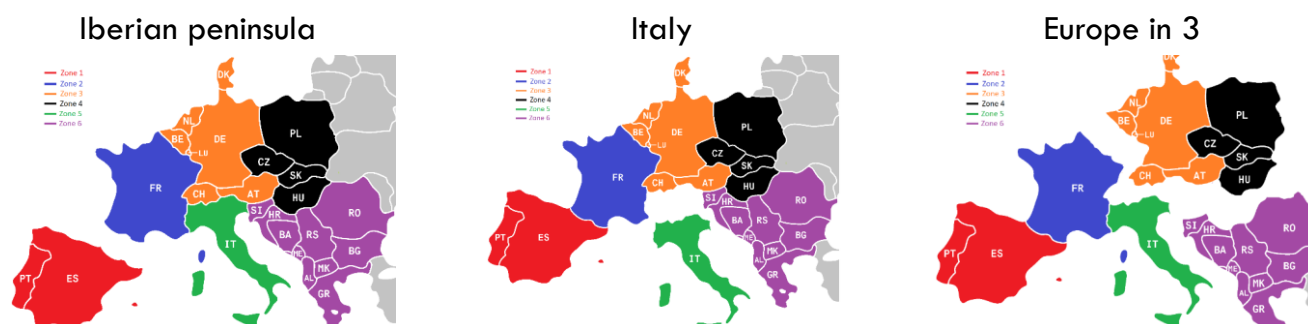 Iberian peninsula
Zone 1
Zone 2
Zone 3
Zone 4
Zone 5
Zone 6
DK
NL
BE
DE
LU
PL
CZ
SK
FR
CH
AT
HU
SI
HR
RO
IT
BA
RS
ME
BG
MK
AL
GR
PT
ES
Italy
Zone 1
Zone 2
Zone 3
Zone 4
Zone 5
Zone 6
DK
NL
BE
DE
LU
PL
CZ
SK
FR
CH
AT
HU
SI
HR
RO
BA
RS
PT
ES
ME
BG
MK
IT
AL
GR
Europe in 3
Zone 1
Zone 2
Zone 3
Zone 4
Zone 5
Zone 6
DK
NL
BE
DE
LU
PL
CZ
SK
CH
AT
HU
FR
SI
HR
RO
IT
BA
RS
PT
ES
ME
BG
MK
AL
GR